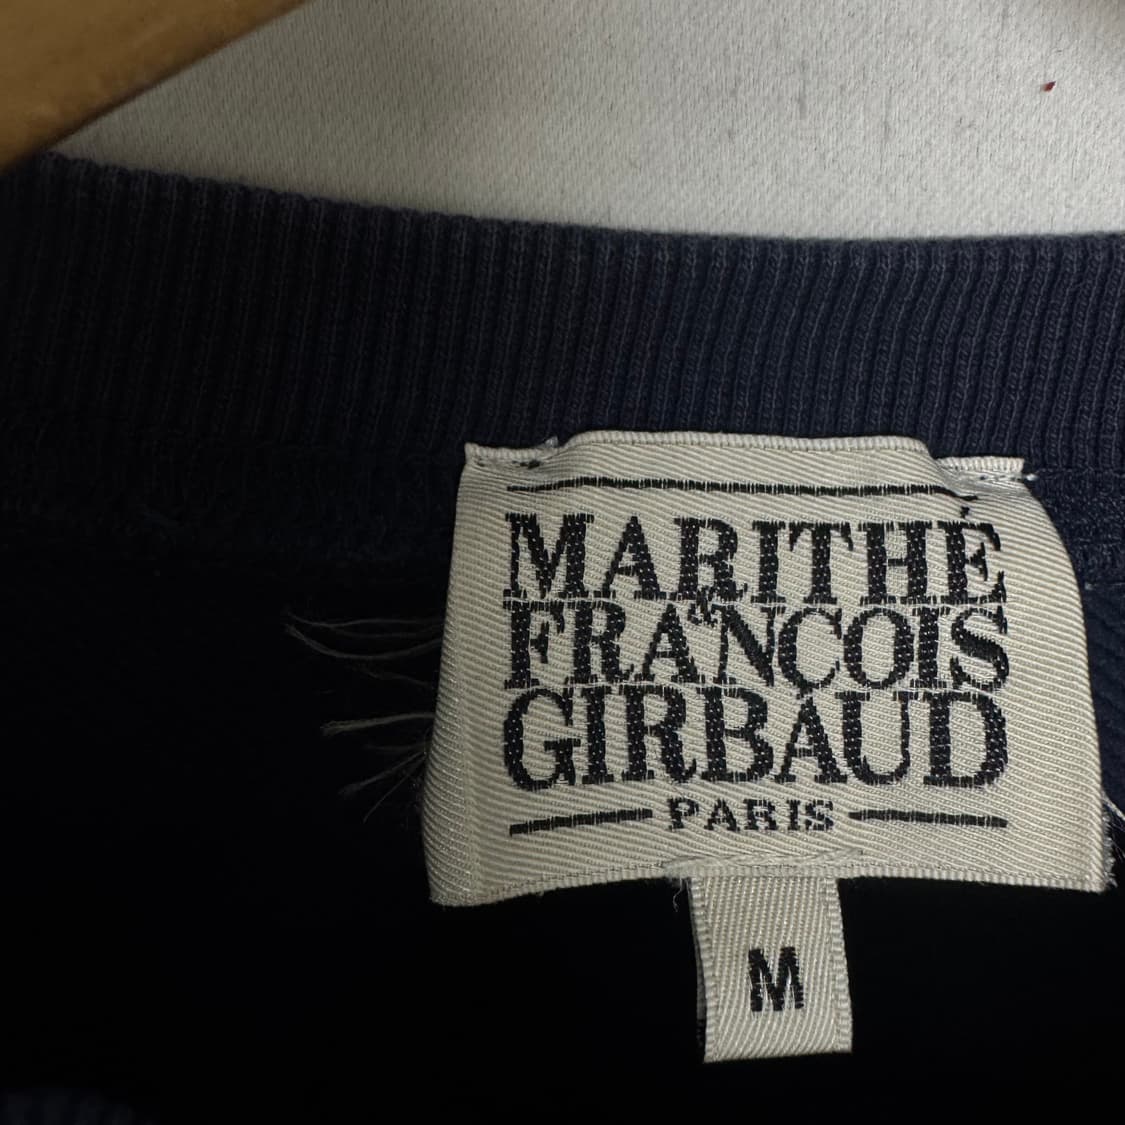 MARITHÉ
& FRANÇOIS
GIRBAUD
PARIS
M